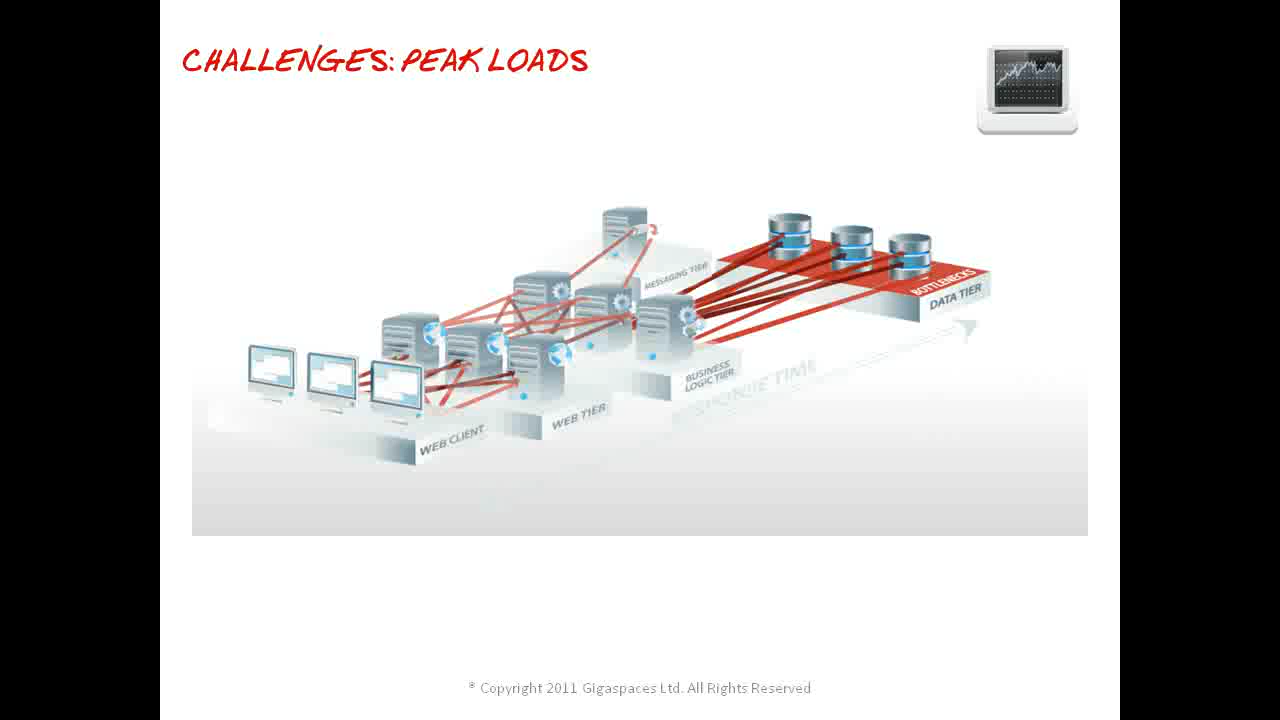 CHALLENGES: PEAK LOADS
MESSAGING TIER
BOTTLENECKS
DATA TIER
BUSINESS
LOGIC TIER
TIME
WEB TIER
WEB CLIENT
® Copyright 2011 Gigaspaces Ltd. All Rights Reserved